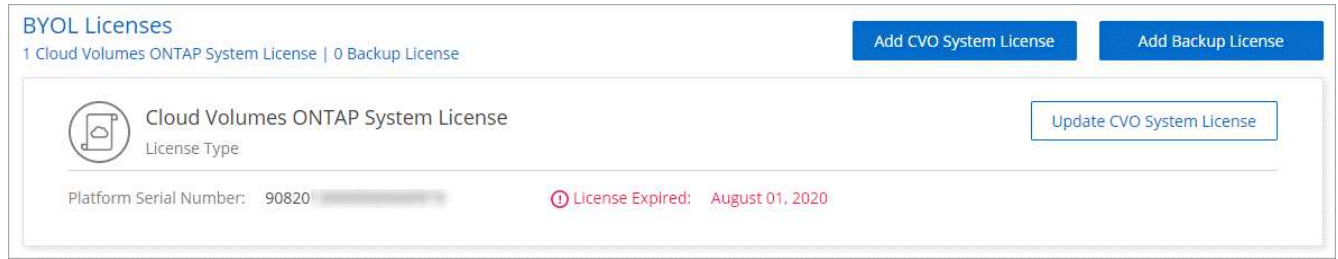 BYOL Licenses
1 Cloud Volumes ONTAP System License | 0 Backup License
Add CVO System License
Add Backup License
Cloud Volumes ONTAP System License
License Type
Update CVO System License
Platform Serial Number: 90820
License Expired: August 01, 2020